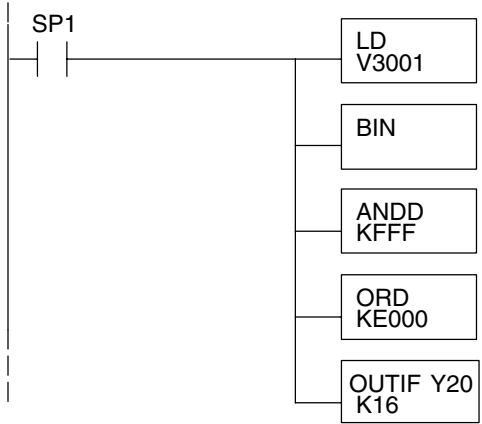 SP1
LD
V3001
BIN
ANDD
KFFF
ORD
KE000
OUTIF Y20
K16